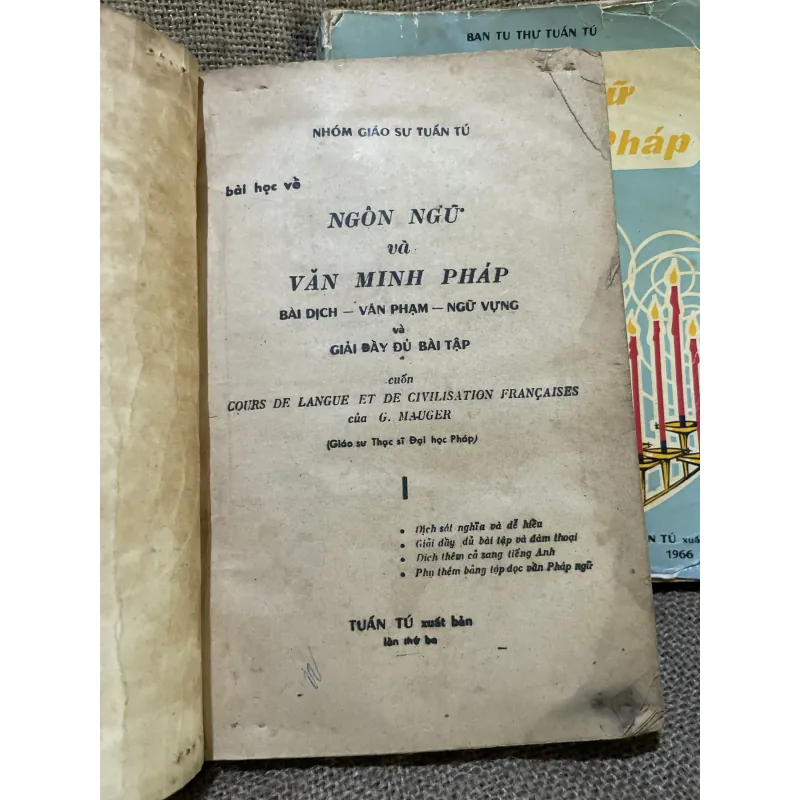 NHÓM GIÁO SƯ TUẤN TÚ
bài học về
NGÔN NGỮ
và
VĂN MINH PHÁP
BÀI DỊCH — VĂN PHẠM — NGỮ VỰNG
và
GIẢI ĐẦY ĐỦ BÀI TẬP
cuốn
COURS DE LANGUE ET DE CIVILISATION FRANÇAISES
của G. MAUGER
(Giáo sư Thạc sĩ Đại học Pháp)
I
• Dịch sát nghĩa và dễ hiểu
• Giải đầy đủ bài tập và đàm thoại
• Dịch thêm cả sang tiếng Anh
• Phụ thêm bảng tập đọc vần Pháp ngữ
TUẤN TÚ xuất bản
lần thứ ba
BAN TU THƯ TUẤN TÚ
Ữ
Pháp
N TÚ xuấ
1966